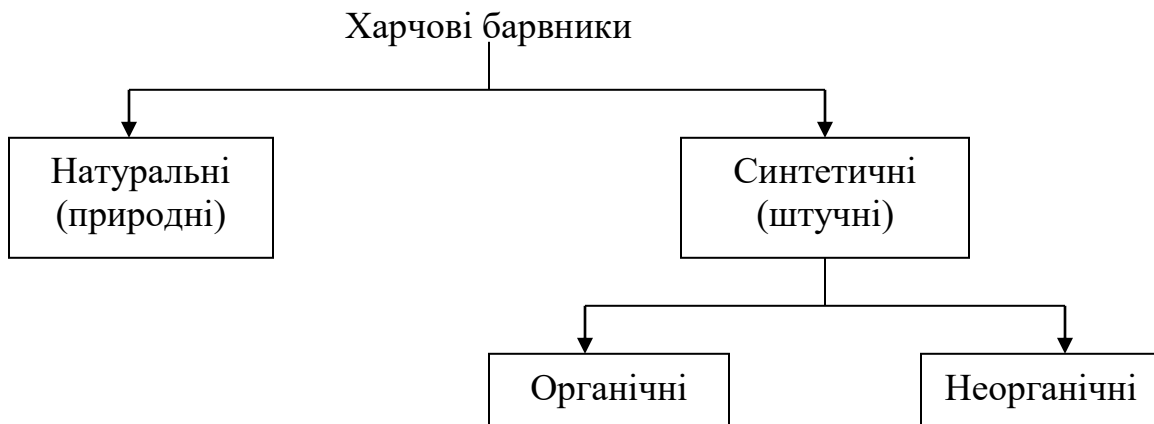 Харчові барвники
Натуральні
(природні)
Синтетичні
(штучні)
Органічні
Неорганічні